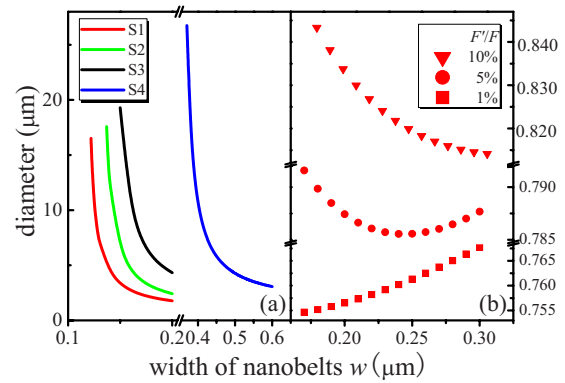 S1
S2
S3
S4
20
10
0
diameter (μm)
0.1
0.2
0.4
0.5
0.6
(a)
F'/F
10%
5%
1%
0.840
0.830
0.820
0.790
0.785
0.765
0.760
0.755
0.20
0.25
0.30
(b)
width of nanobelts w (μm)